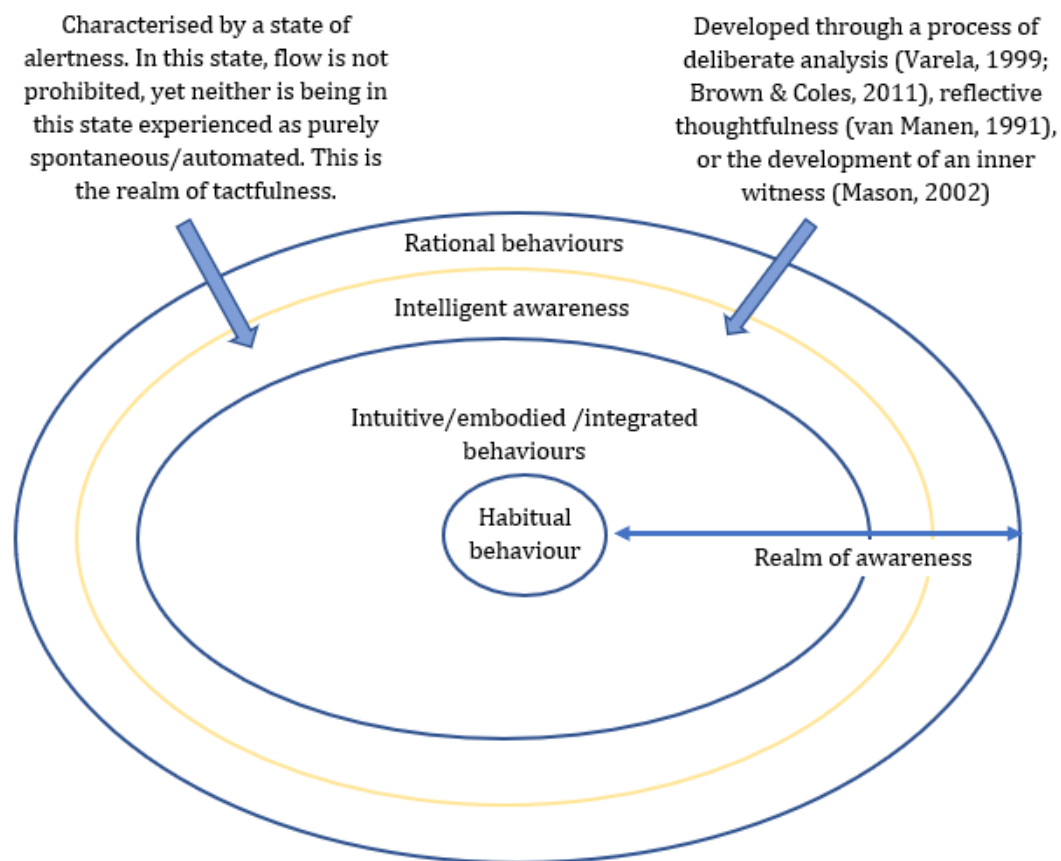 Characterised by a state of
alertness. In this state, flow is not
prohibited, yet neither is being in
this state experienced as purely
spontaneous/automated. This is
the realm of tactfulness.
Developed through a process of
deliberate analysis (Varela, 1999;
Brown & Coles, 2011), reflective
thoughtfulness (van Manen, 1991),
or the development of an inner
witness (Mason, 2002)
Rational behaviours
Intelligent awareness
Intuitive/embodied /integrated
behaviours
Habitual
behaviour
Realm of awareness